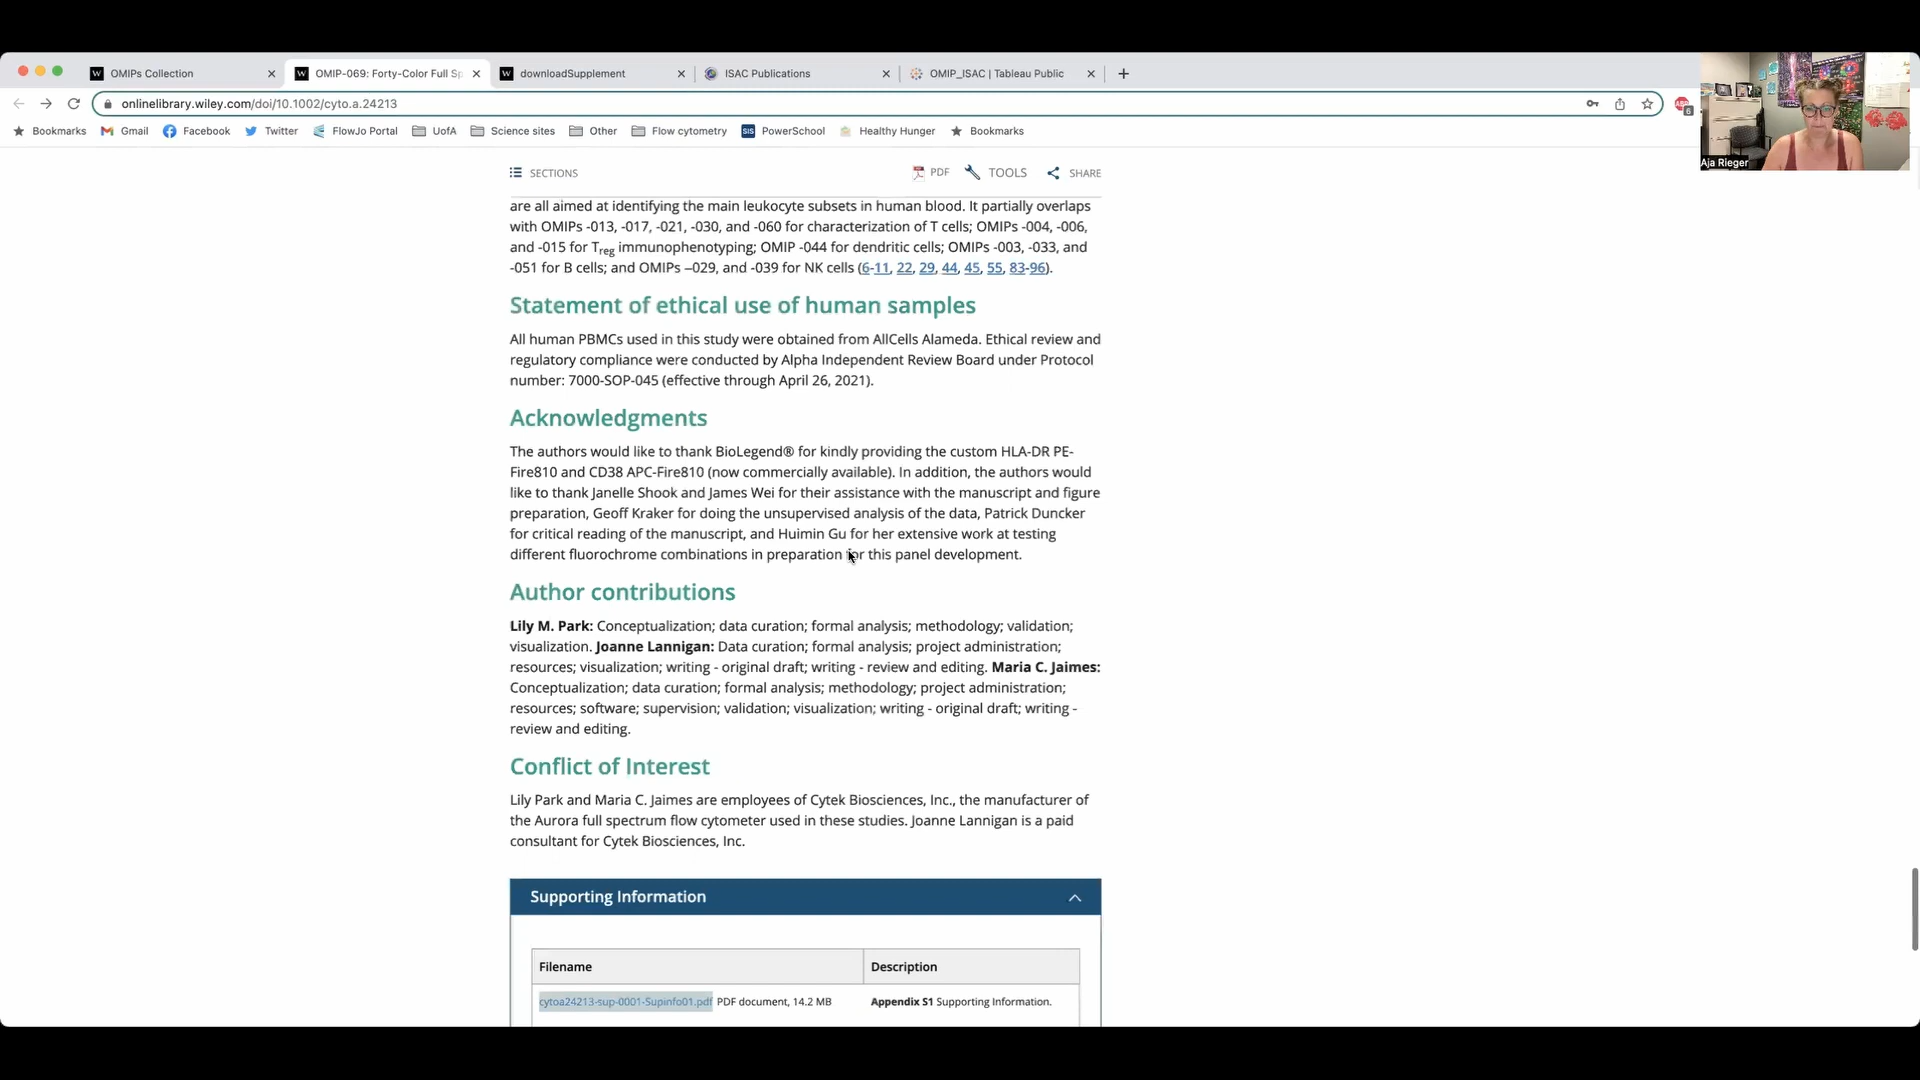 OMIPs Collection
OMIP-069: Forty-Color Full Sp
downloadSupplement
ISAC Publications
OMIP_ISAC | Tableau Public
onlinelibrary.wiley.com/doi/10.1002/cyto.a.24213
Bookmarks Gmail Facebook Twitter FlowJo Portal UofA Science sites Other Flow cytometry SIS PowerSchool Healthy Hunger Bookmarks
Aja Rieger
SECTIONS PDF TOOLS SHARE
are all aimed at identifying the main leukocyte subsets in human blood. It partially overlaps
with OMIPs -013, -017, -021, -030, and -060 for characterization of T cells; OMIPs -004, -006,
and -015 for Treg immunophenotyping; OMIP -044 for dendritic cells; OMIPs -003, -033, and
-051 for B cells; and OMIPs –029, and -039 for NK cells (6-11, 22, 29, 44, 45, 55, 83-96).
Statement of ethical use of human samples
All human PBMCs used in this study were obtained from AllCells Alameda. Ethical review and
regulatory compliance were conducted by Alpha Independent Review Board under Protocol
number: 7000-SOP-045 (effective through April 26, 2021).
Acknowledgments
The authors would like to thank BioLegend® for kindly providing the custom HLA-DR PE-
Fire810 and CD38 APC-Fire810 (now commercially available). In addition, the authors would
like to thank Janelle Shook and James Wei for their assistance with the manuscript and figure
preparation, Geoff Kraker for doing the unsupervised analysis of the data, Patrick Duncker
for critical reading of the manuscript, and Huimin Gu for her extensive work at testing
different fluorochrome combinations in preparation for this panel development.
Author contributions
Lily M. Park: Conceptualization; data curation; formal analysis; methodology; validation;
visualization. Joanne Lannigan: Data curation; formal analysis; project administration;
resources; visualization; writing - original draft; writing - review and editing. Maria C. Jaimes:
Conceptualization; data curation; formal analysis; methodology; project administration;
resources; software; supervision; validation; visualization; writing - original draft; writing -
review and editing.
Conflict of Interest
Lily Park and Maria C. Jaimes are employees of Cytek Biosciences, Inc., the manufacturer of
the Aurora full spectrum flow cytometer used in these studies. Joanne Lannigan is a paid
consultant for Cytek Biosciences, Inc.
Supporting Information
Filename Description
cytoa24213-sup-0001-Supinfo01.pdf PDF document, 14.2 MB Appendix S1 Supporting Information.